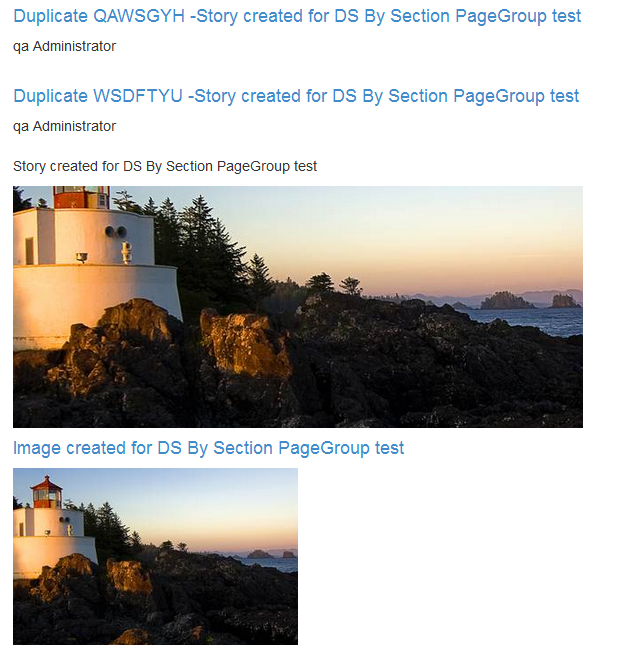 Duplicate QAWSGYH -Story created for DS By Section PageGroup test
qa Administrator
Duplicate WSDFTYU -Story created for DS By Section PageGroup test
qa Administrator
Story created for DS By Section PageGroup test
Image created for DS By Section PageGroup test